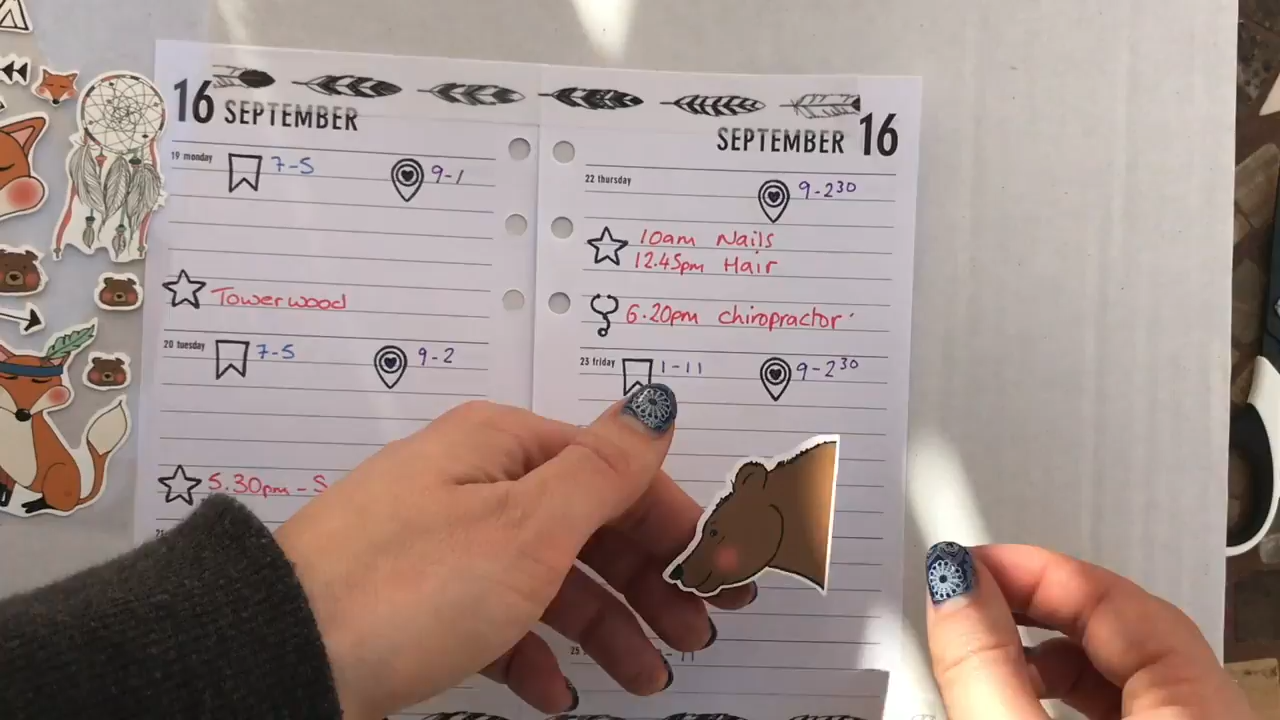 16 SEPTEMBER
19 monday 7-5 9-1
Towerwood
20 tuesday 7-5 9-2
5.30pm - S
SEPTEMBER 16
22 thursday 9-2³⁰
10am Nails
12.45pm Hair
6.20pm chiropractor
23 friday 1-11 9-2³⁰
25